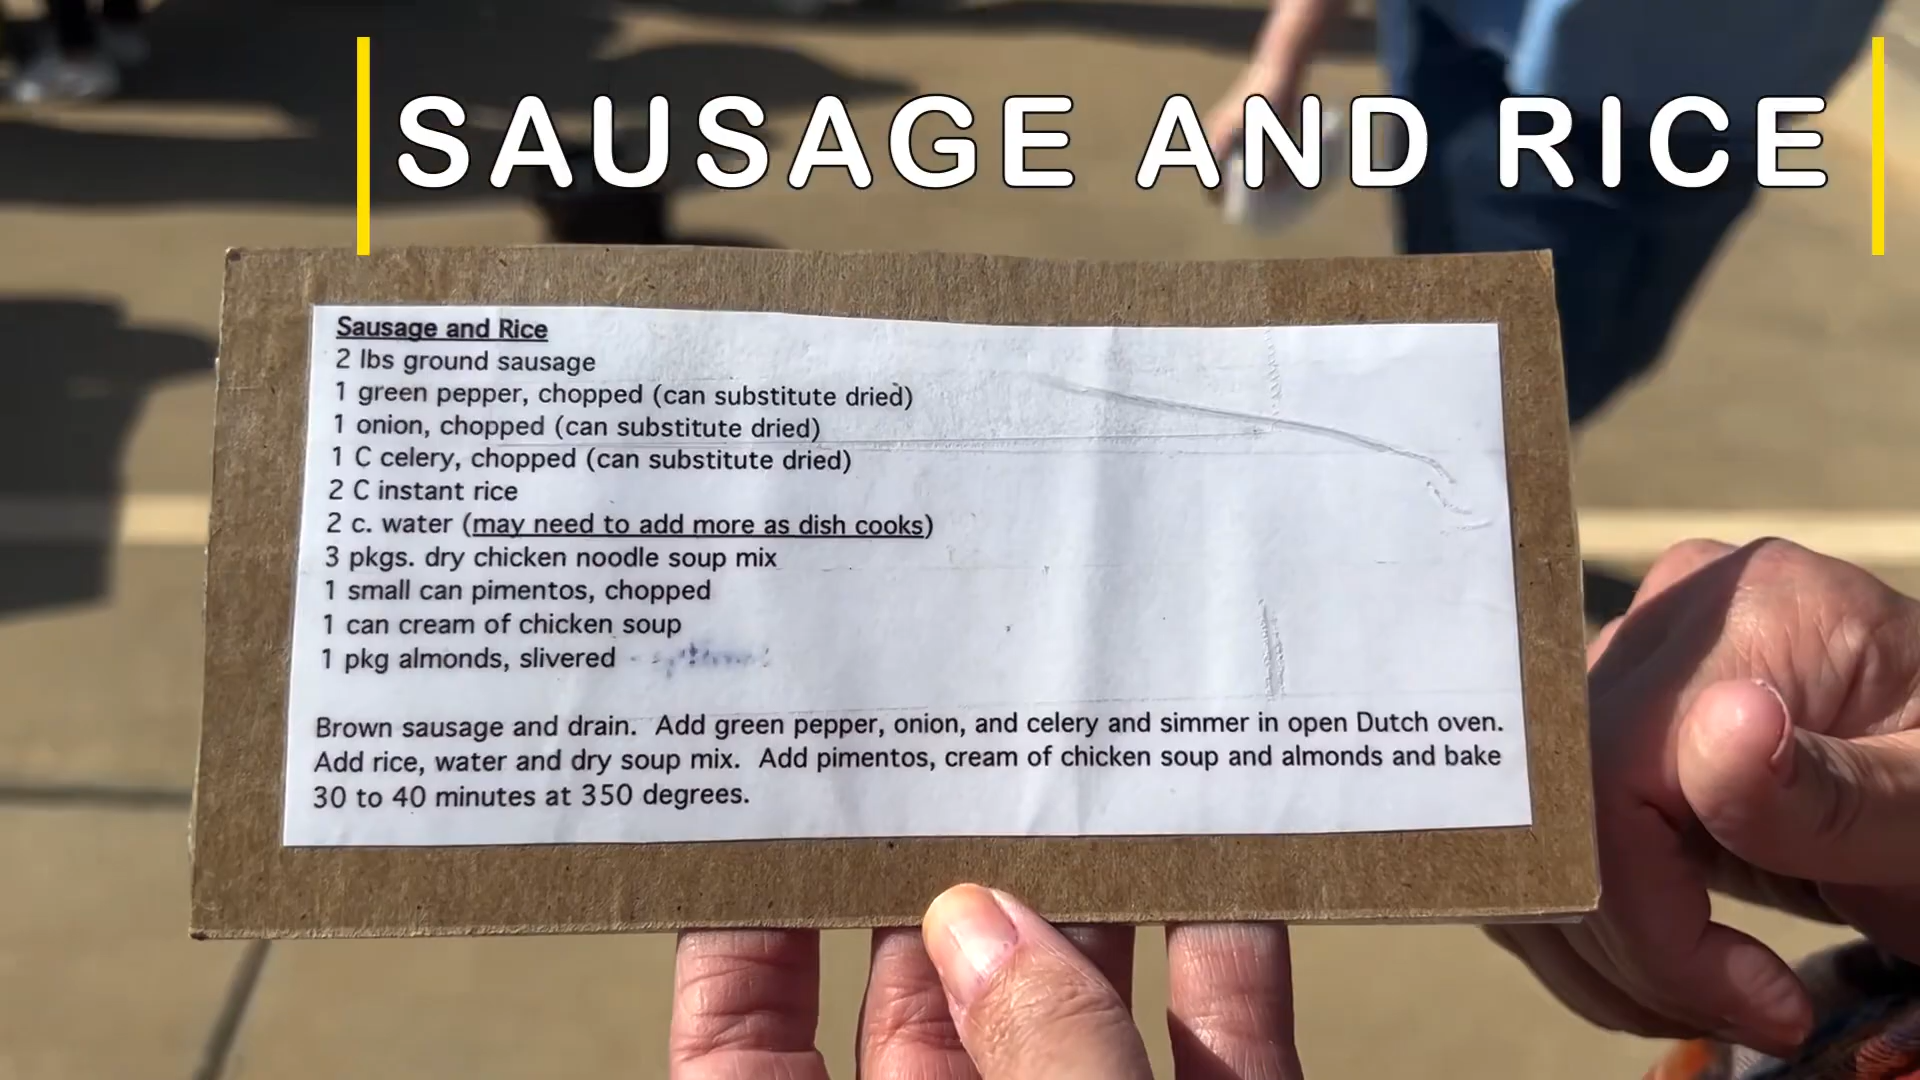 SAUSAGE AND RICE
Sausage and Rice
2 lbs ground sausage
1 green pepper, chopped (can substitute dried)
1 onion, chopped (can substitute dried)
1 C celery, chopped (can substitute dried)
2 C instant rice
2 c. water (may need to add more as dish cooks)
3 pkgs. dry chicken noodle soup mix
1 small can pimentos, chopped
1 can cream of chicken soup
1 pkg almonds, slivered
Brown sausage and drain. Add green pepper, onion, and celery and simmer in open Dutch oven.
Add rice, water and dry soup mix. Add pimentos, cream of chicken soup and almonds and bake
30 to 40 minutes at 350 degrees.